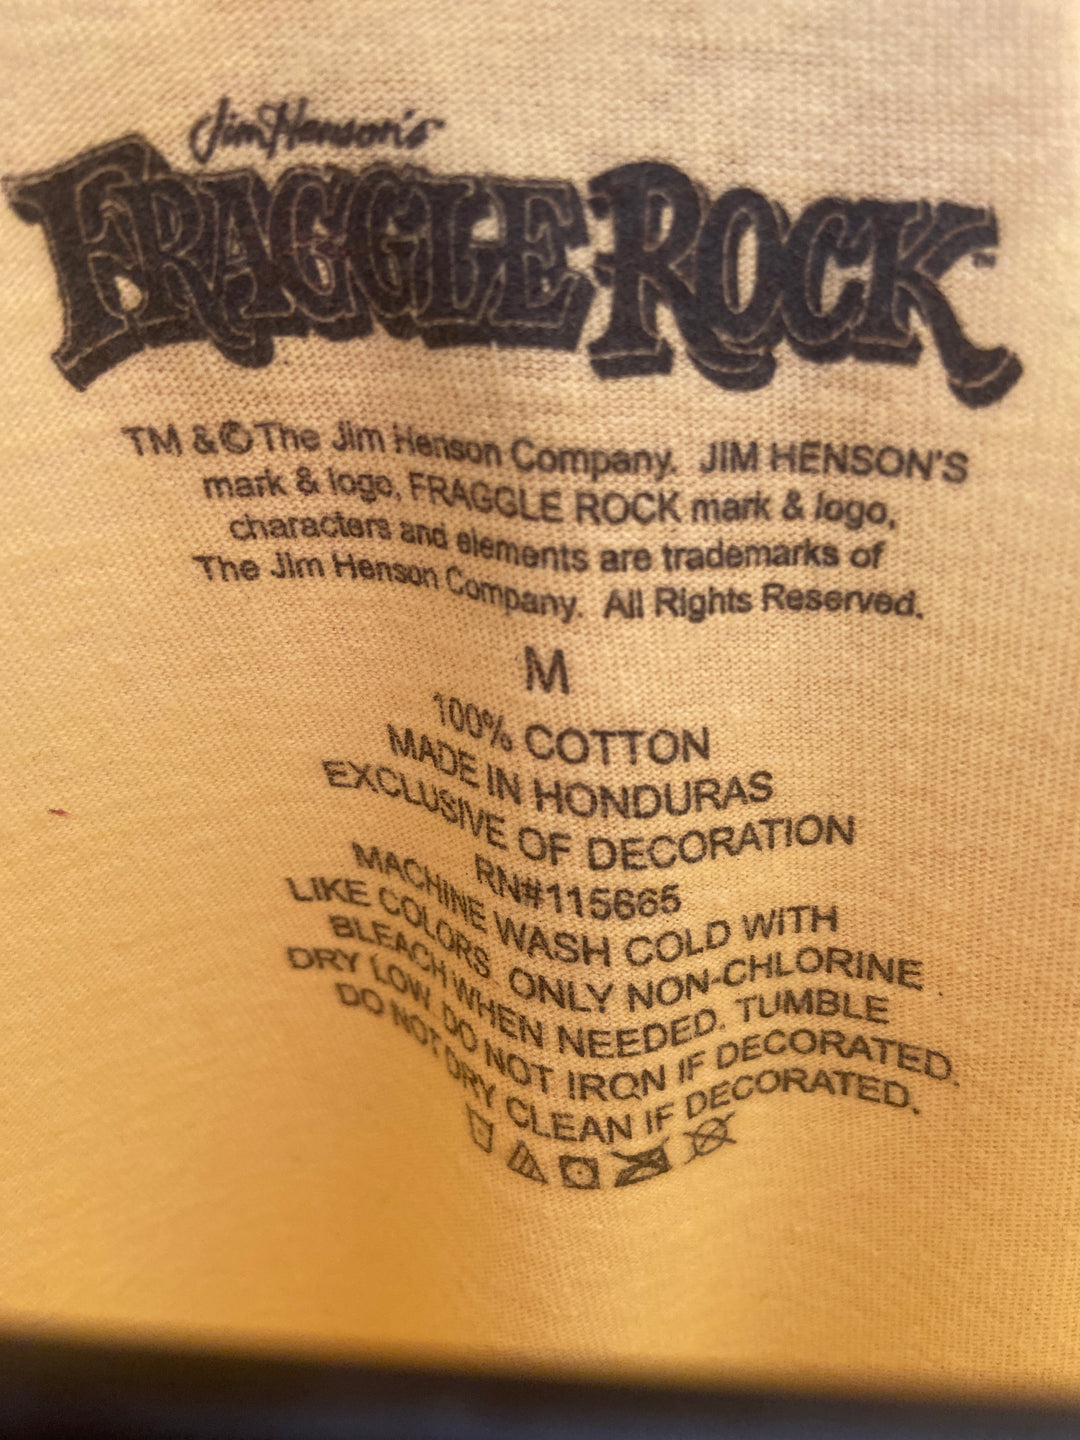 Jim Henson's
FRAGGLE ROCK™
TM & © The Jim Henson Company. JIM HENSON'S
mark & logo, FRAGGLE ROCK mark & logo,
characters and elements are trademarks of
The Jim Henson Company. All Rights Reserved.
M
100% COTTON
MADE IN HONDURAS
EXCLUSIVE OF DECORATION
RN#115665
MACHINE WASH COLD WITH
LIKE COLORS. ONLY NON-CHLORINE
BLEACH WHEN NEEDED. TUMBLE
DRY LOW. DO NOT IRON IF DECORATED.
DO NOT DRY CLEAN IF DECORATED.